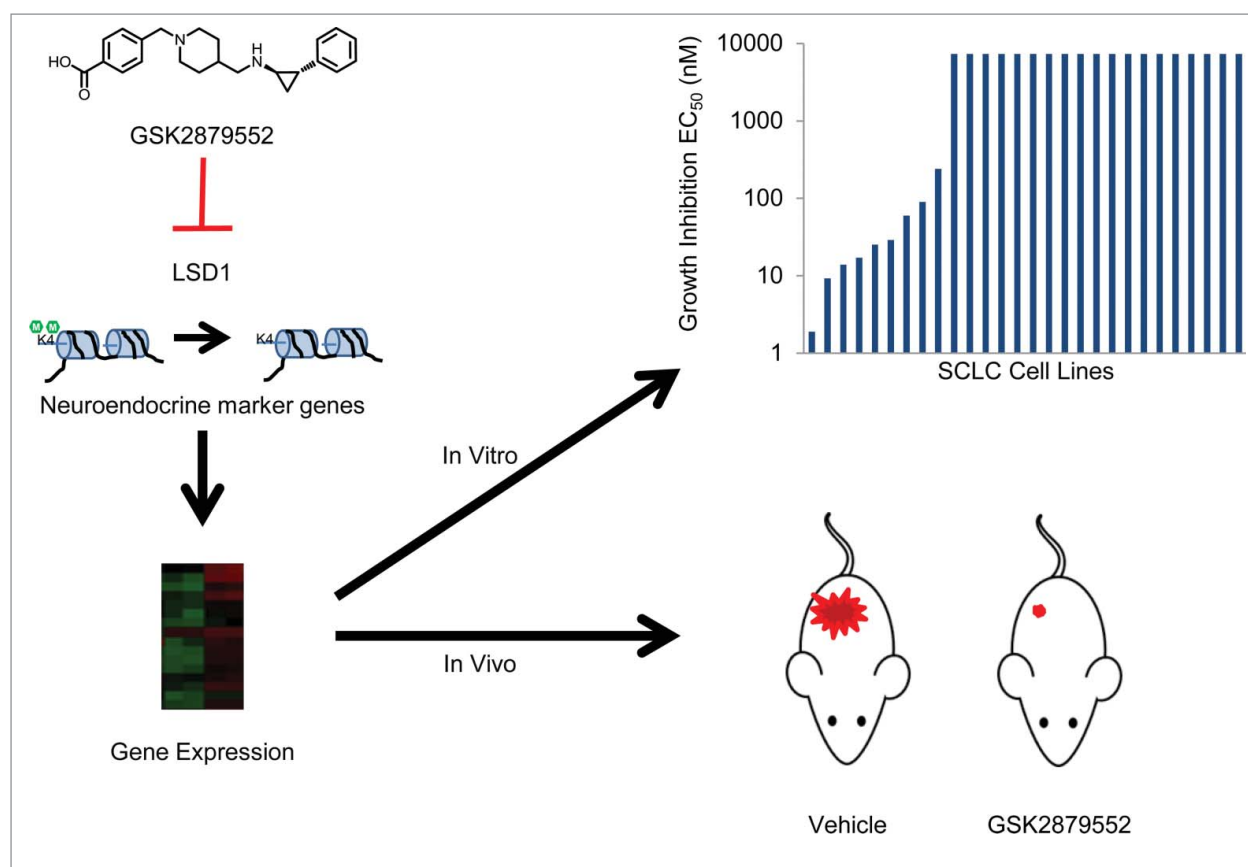 HO
O
N
H
N
GSK2879552
LSD1
M M
K4
K4
Neuroendocrine marker genes
Gene Expression
In Vitro
In Vivo
Growth Inhibition EC50 (nM)
10000
1000
100
10
1
SCLC Cell Lines
Vehicle
GSK2879552